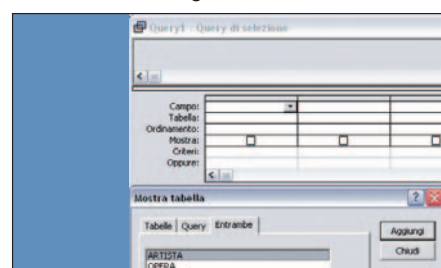 Query1 : Query di selezione
Campo:
Tabella:
Ordinamento:
Mostra:
Criteri:
Oppure:
Mostra tabella
Tabelle Query Entrambe
Aggiungi
ARTISTA
Chiudi
OPERA